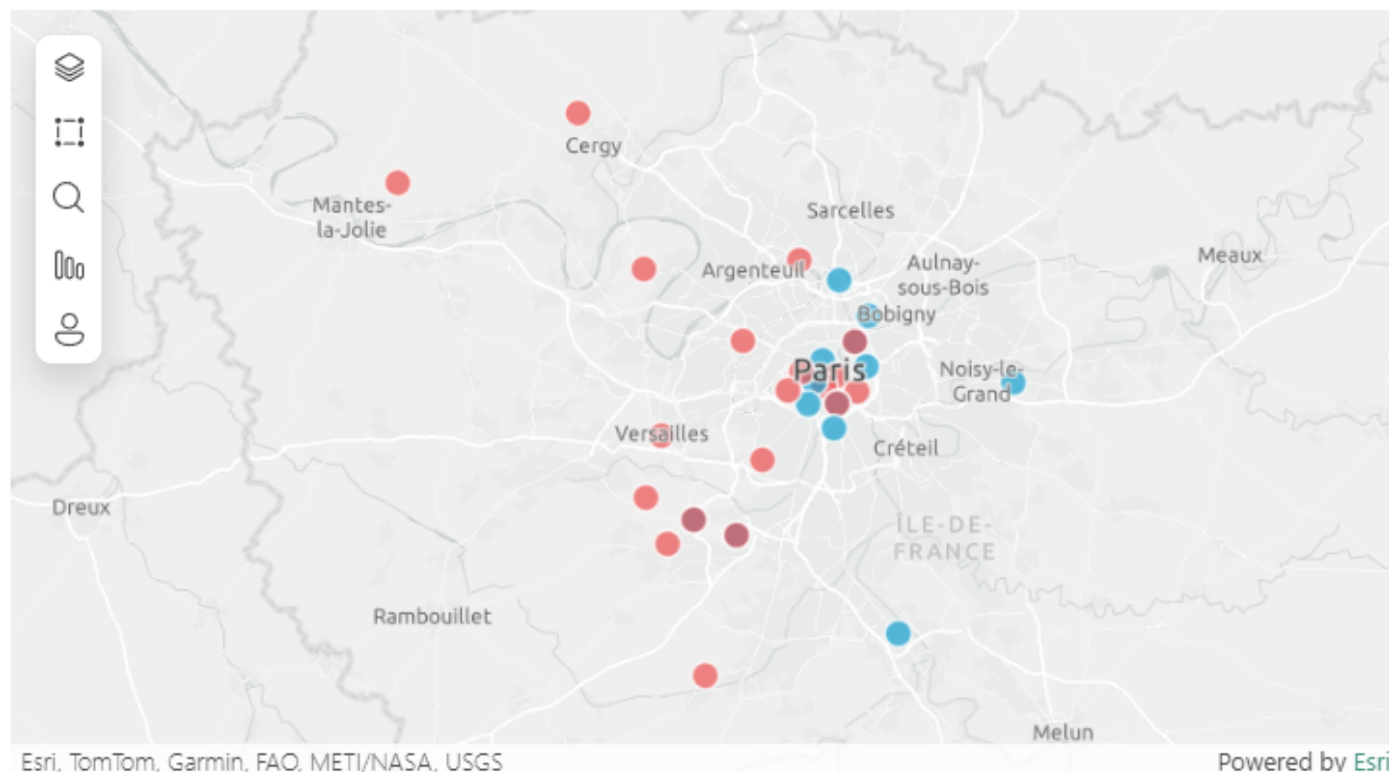 Cergy
Mantes-
la-Jolie
Sarcelles
Argenteuil
Aulnay-
sous-Bois
Meaux
Bobigny
Paris
Noisy-le-
Grand
Versailles
Créteil
Dreux
ÎLE-DE-
FRANCE
Rambouillet
Melun
Esri, TomTom, Garmin, FAO, METI/NASA, USGS
Powered by Esri